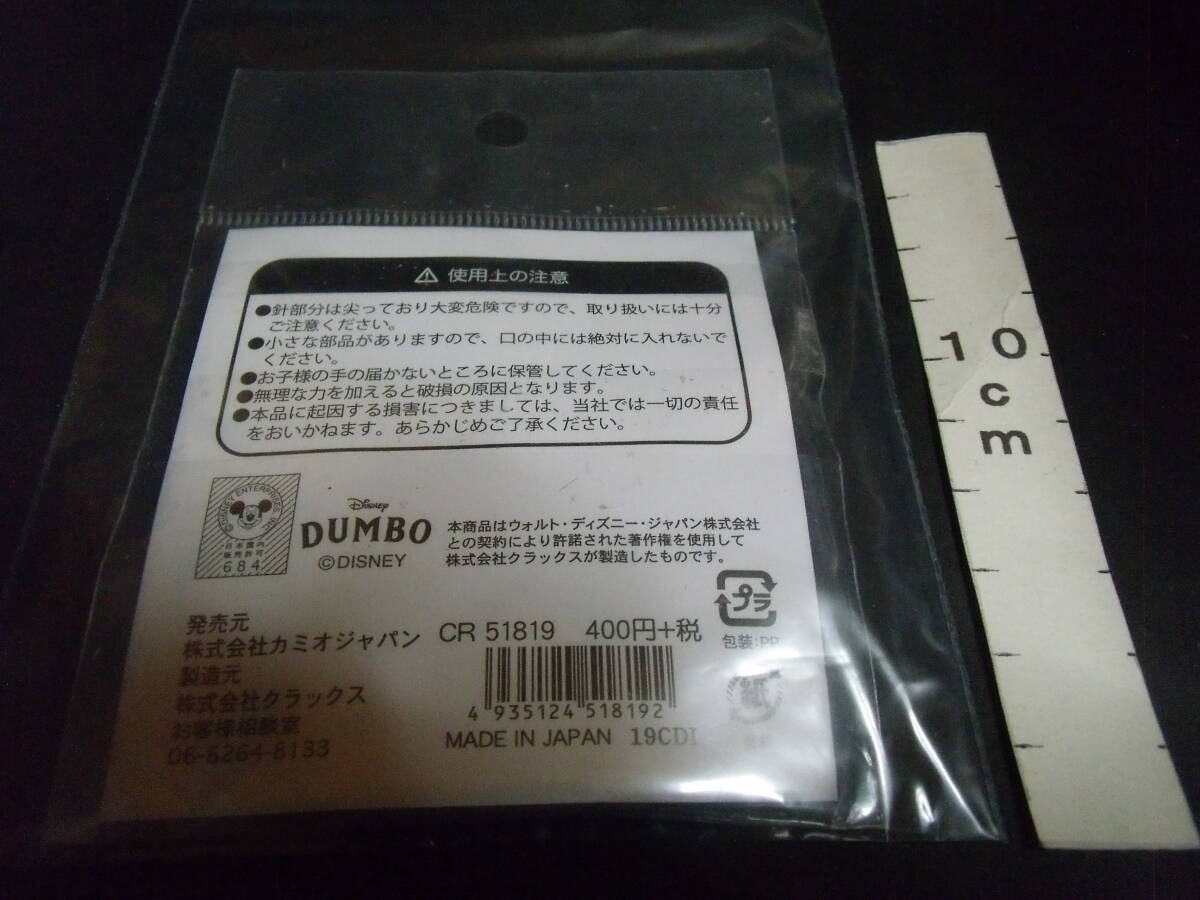 ⚠ 使用上の注意
●針部分は尖っており大変危険ですので、取り扱いには十分
ご注意ください。
●小さな部品がありますので、口の中には絶対に入れないで
ください。
●お子様の手の届かないところに保管してください。
●無理な力を加えると破損の原因となります。
●本品に起因する損害につきましては、当社では一切の責任
をおいかねます。あらかじめご了承ください。
©DISNEY ENTERPRISES, INC.
日本国内
販売許可
684
Disney
DUMBO
©DISNEY
本商品はウォルト・ディズニー・ジャパン株式会社
との契約により許諾された著作権を使用して
株式会社クラックスが製造したものです。
発売元
株式会社カミオジャパン
製造元
株式会社クラックス
お客様相談室
06-6264-8133
CR 51819 400円+税
4 935124 518192
MADE IN JAPAN 19CDI
プラ
包装:PP
紙
10
c
m